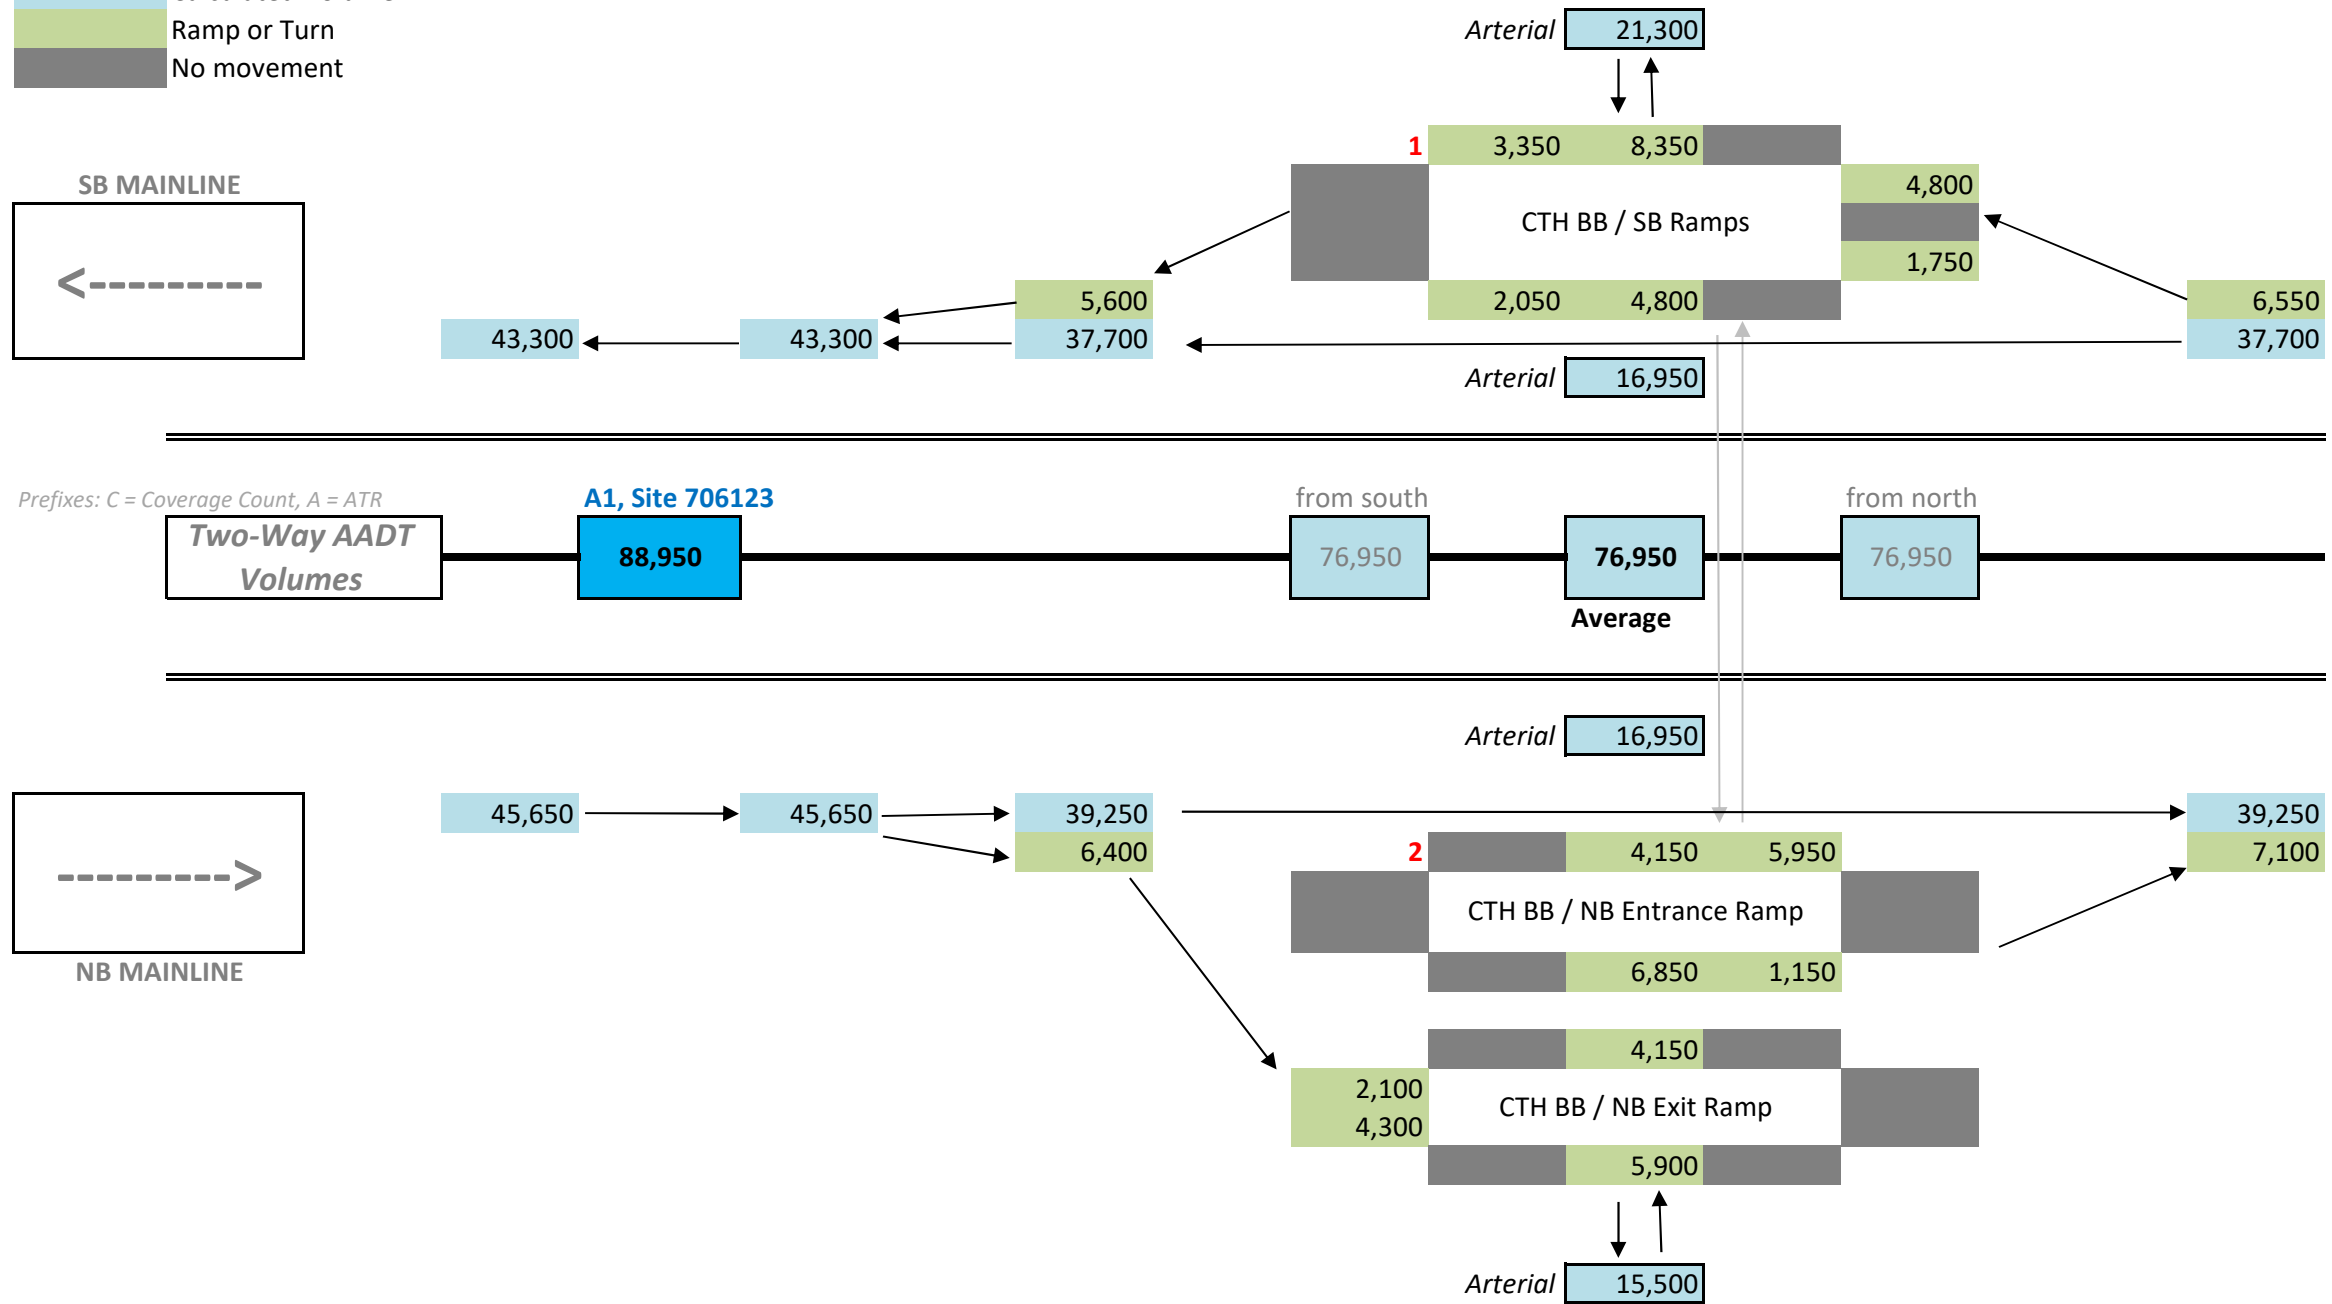 Ramp or Turn
No movement
Arterial 21,300
1 3,350 8,350
SB MAINLINE
4,800
CTH BB / SB Ramps
<---------
1,750
5,600
2,050 4,800
6,550
43,300 43,300 37,700
37,700
Arterial 16,950
Prefixes: C = Coverage Count, A = ATR
A1, Site 706123
from south
from north
Two-Way AADT
Volumes
88,950
76,950
76,950
76,950
Average
Arterial 16,950
45,650 45,650 39,250
39,250
6,400
2 4,150 5,950
7,100
--------->
CTH BB / NB Entrance Ramp
NB MAINLINE
6,850 1,150
4,150
2,100
CTH BB / NB Exit Ramp
4,300
5,900
Arterial 15,500